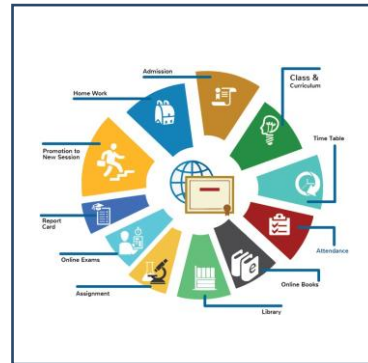 Admission
Class &
Curriculum
Home Work
Time Table
Promotion to
New Session
Report
Card
Attendance
Online Exams
Online Books
Assignment
Library